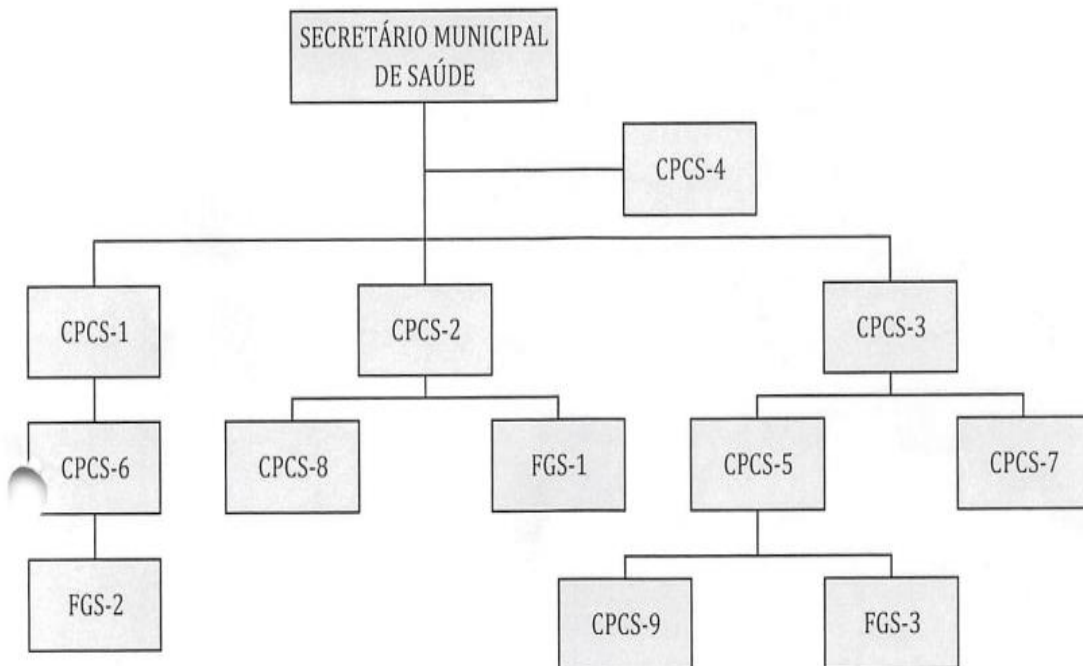 SECRETÁRIO MUNICIPAL
DE SAÚDE
CPCS-4
CPCS-1
CPCS-2
CPCS-3
CPCS-6
CPCS-8
FGS-1
CPCS-5
CPCS-7
FGS-2
CPCS-9
FGS-3